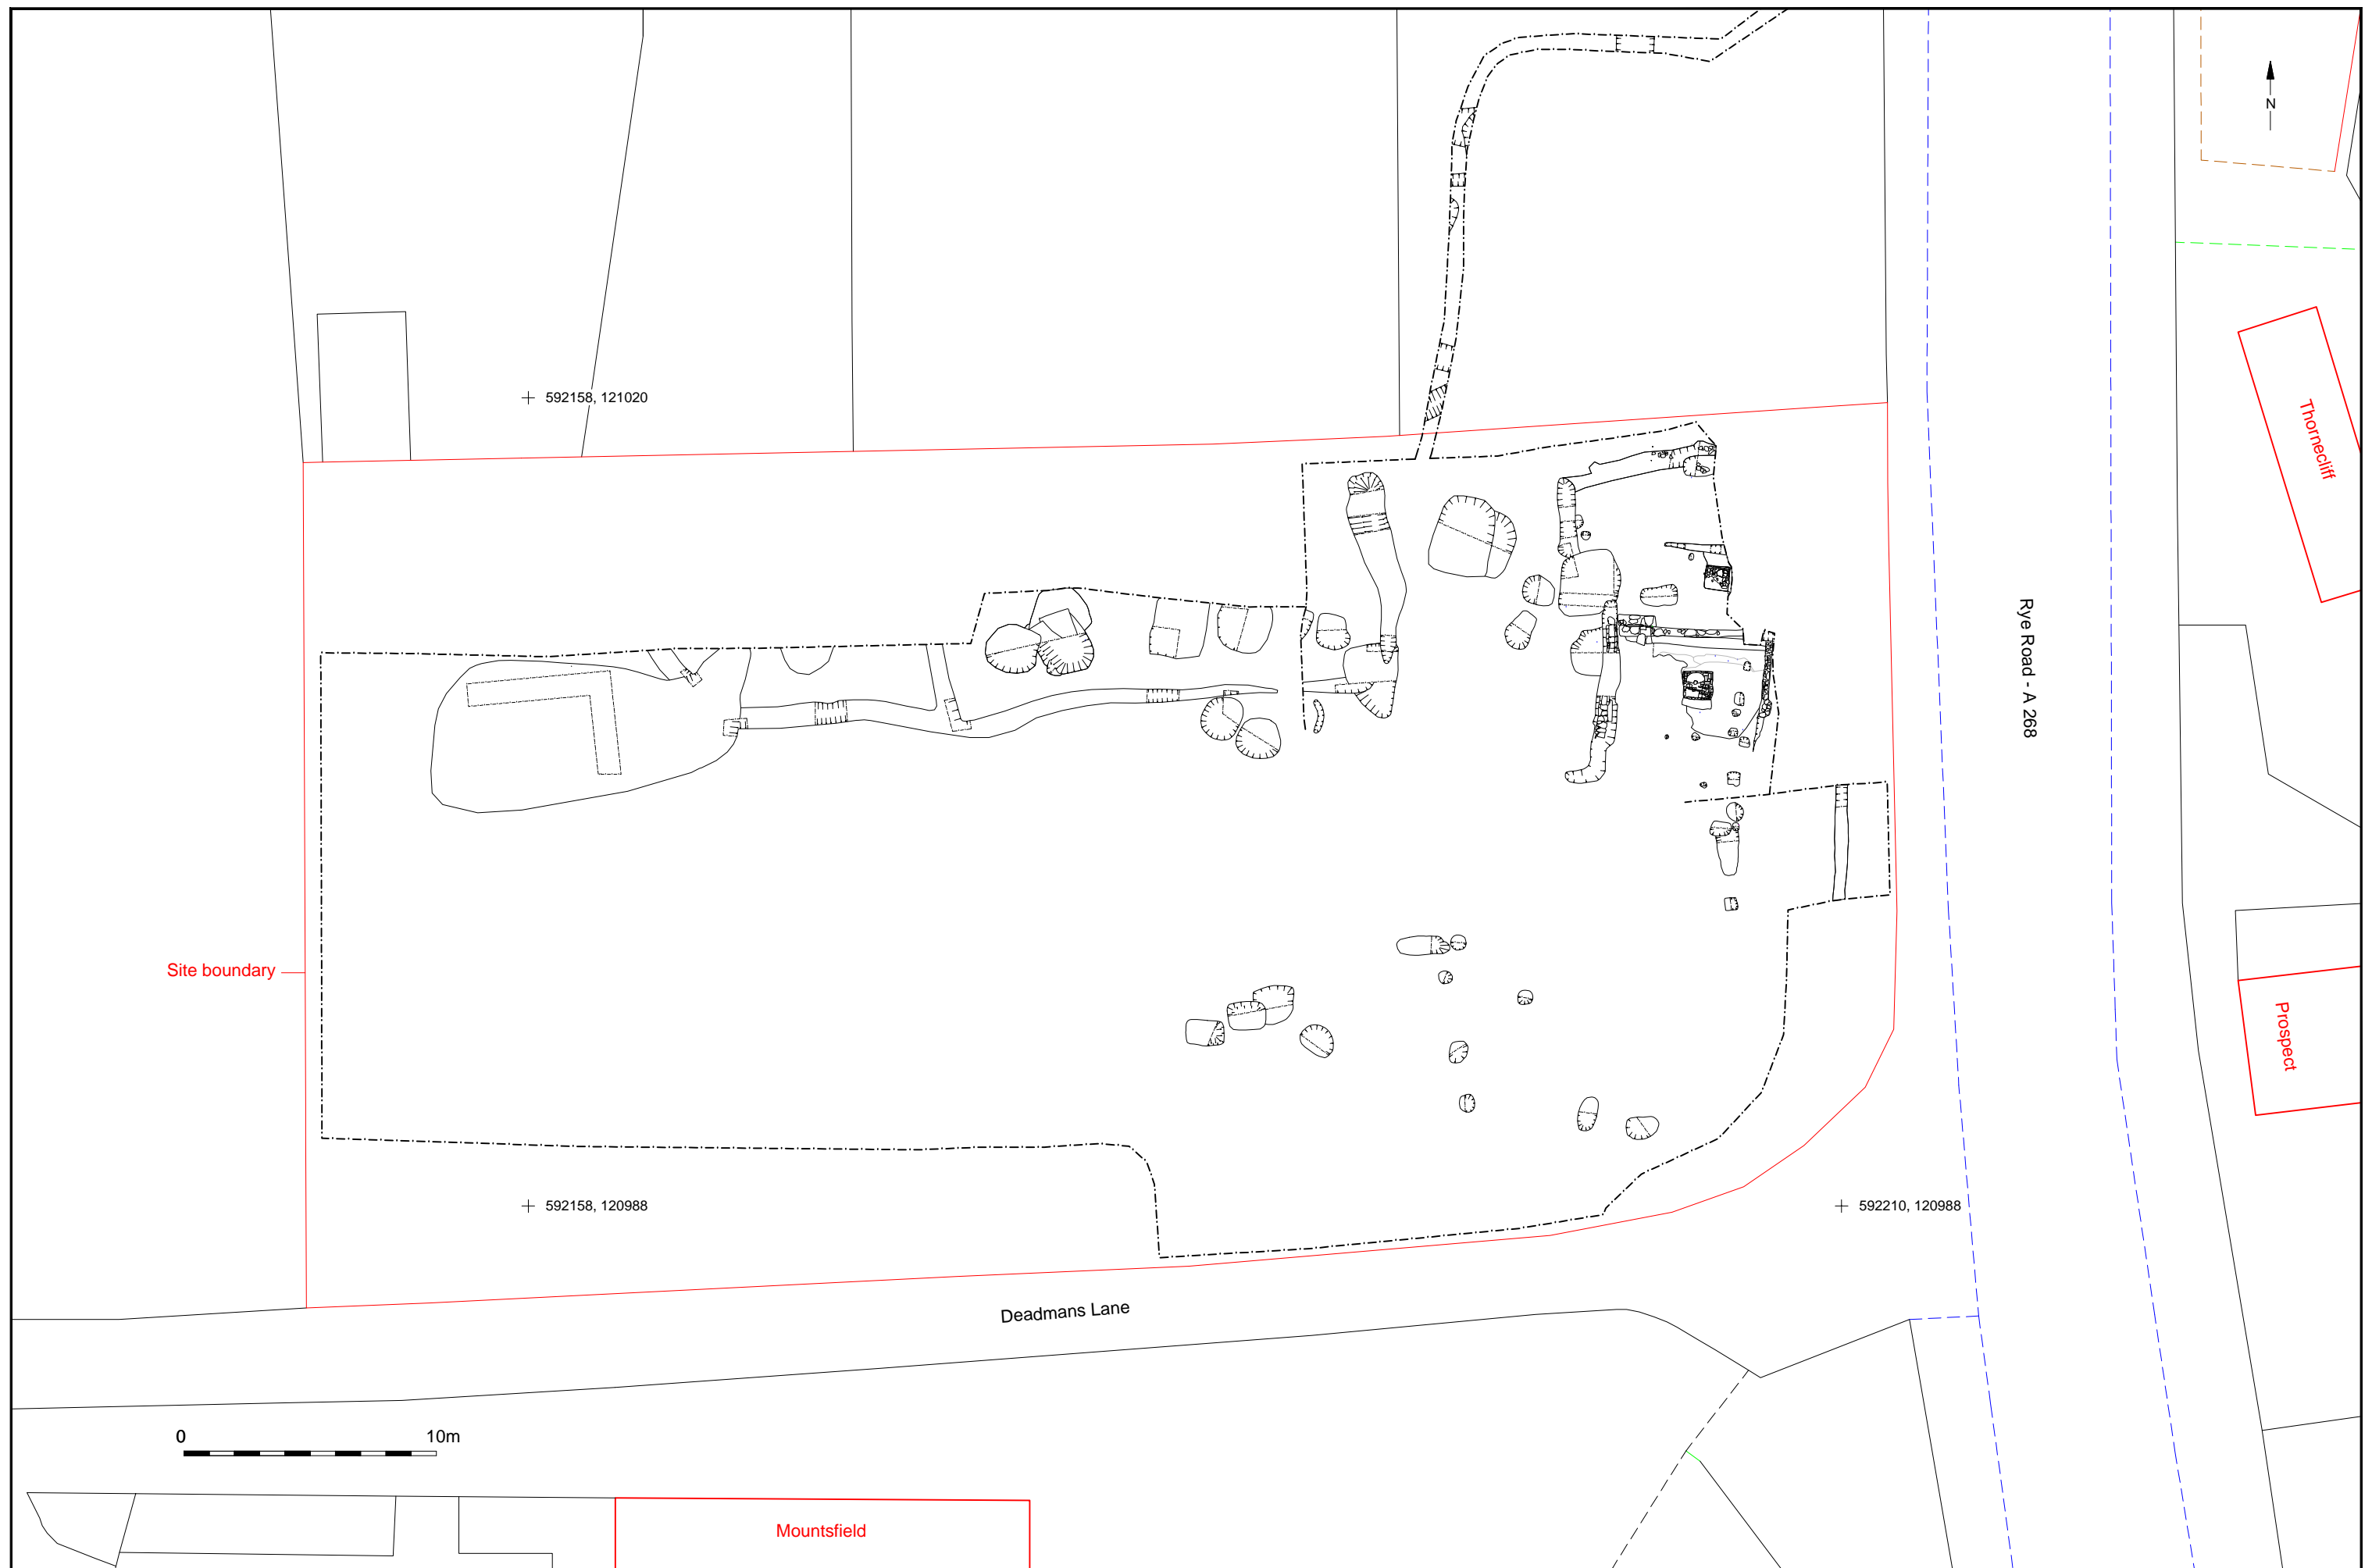 N
592158, 121020
Thornecliff
Rye Road - A 268
Site boundary
Prospect
592158, 120988
592210, 120988
Deadmans Lane
0 10m
Mountsfield